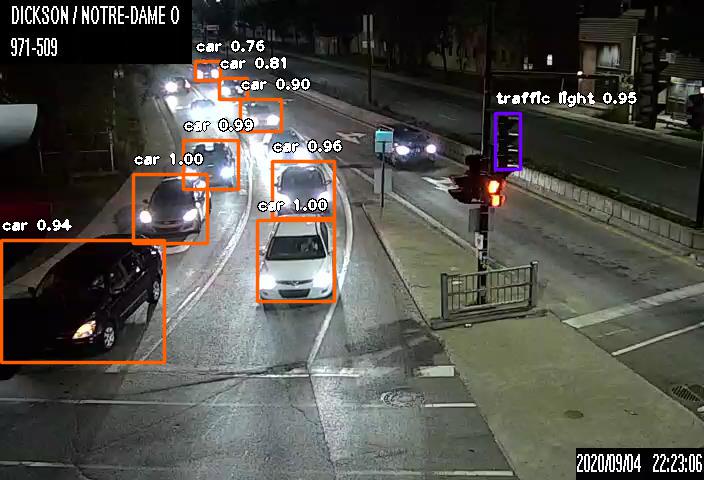 DICKSON / NOTRE-DAME O
971-509
car 0.76
car 0.81
car 0.90
traffic light 0.95
car 0.99
car 0.96
car 1.00
car 1.00
car 0.94
2020/09/04 22:23:06